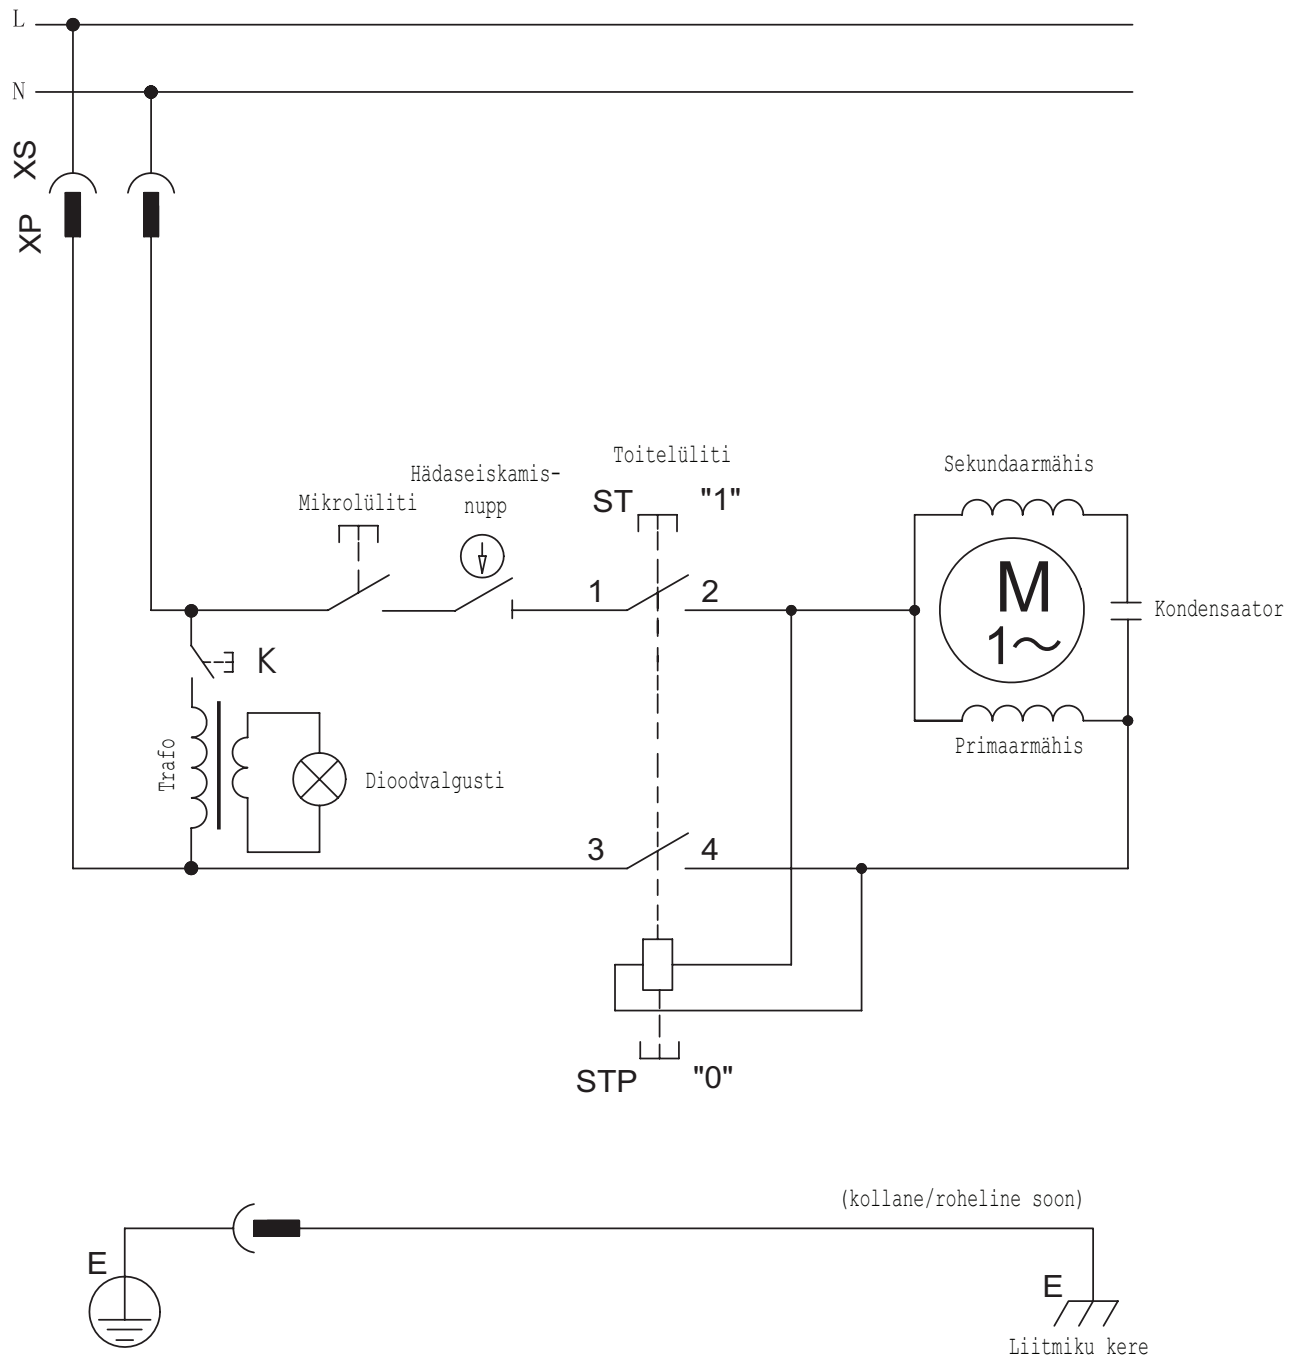 L
N
XS
XP
Toitelüliti
Sekundaarmähis
Hädaseiskamis-
nupp
Mikrolüliti
ST "1"
M
1~
1 2
Kondensaator
K
Trafo
Dioodvalgusti
Primaarmähis
3 4
STP "0"
(kollane/roheline soon)
E
E
Liitmiku kere